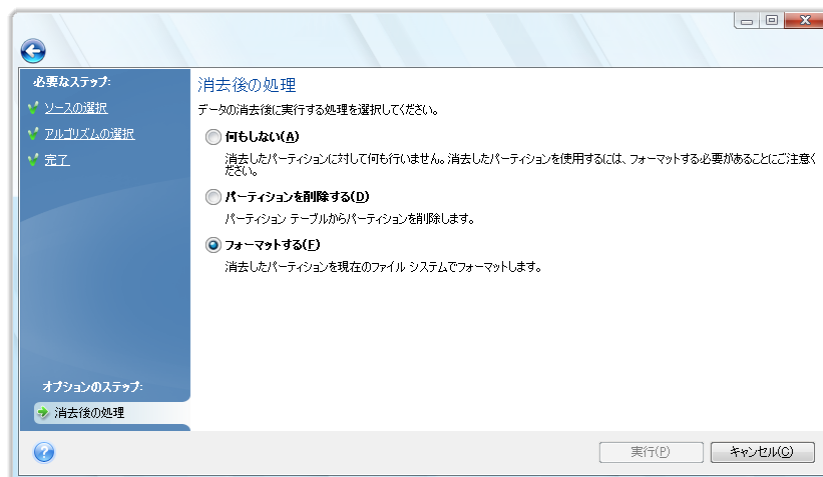 必要なステップ:
ソースの選択
アルゴリズムの選択
完了
消去後の処理
データの消去後に実行する処理を選択してください。
何もしない(A)
消去したパーティションに対して何も行いません。消去したパーティションを使用するには、フォーマットする必要があることにご注意く
ださい。
パーティションを削除する(D)
パーティション テーブルからパーティションを削除します。
フォーマットする(F)
消去したパーティションを現在のファイル システムでフォーマットします。
オプションのステップ:
消去後の処理
実行(P)
キャンセル(C)